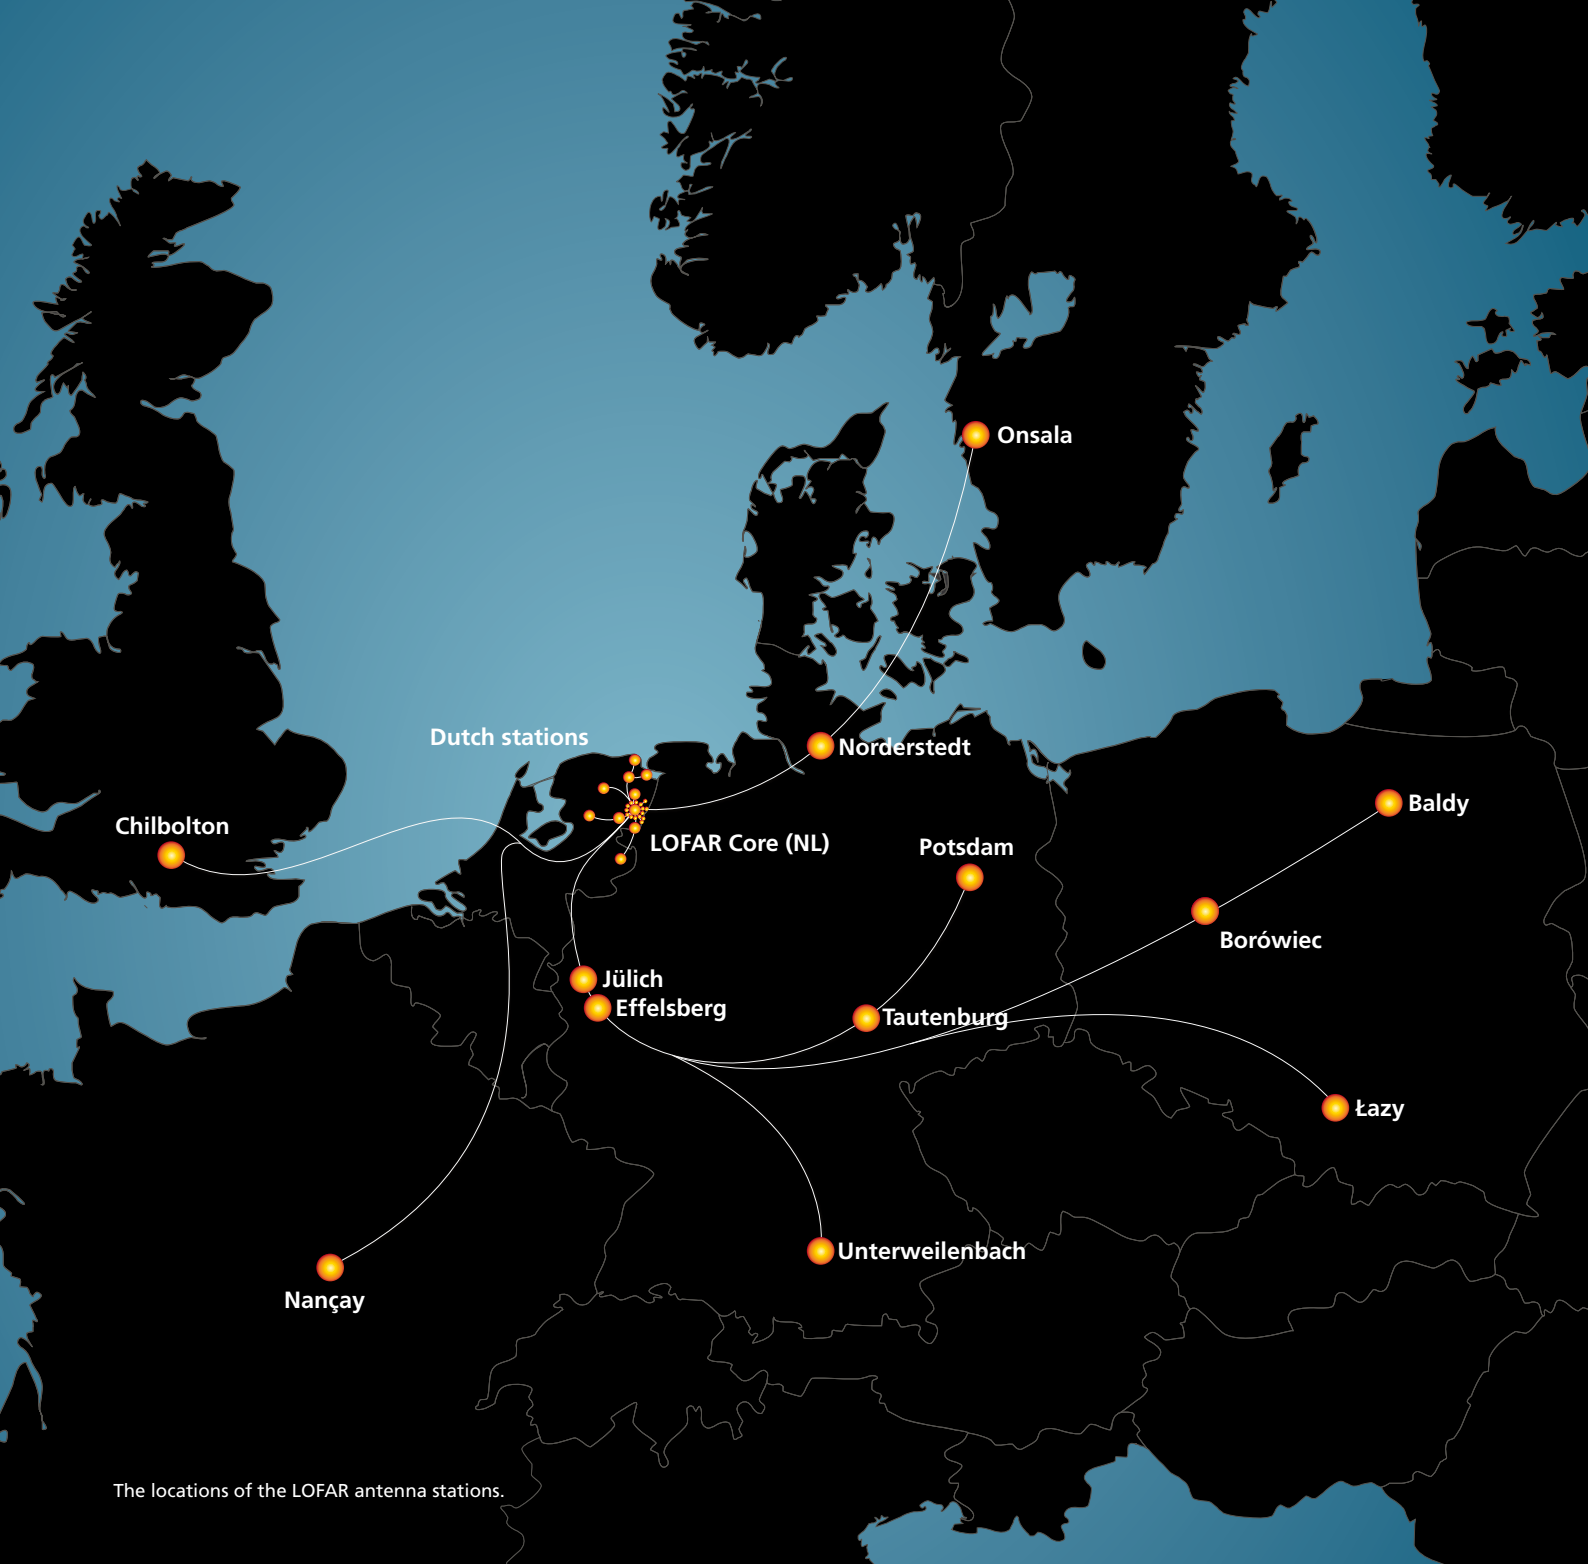 Onsala
Dutch stations
Norderstedt
Baldy
Chilbolton
LOFAR Core (NL)
Potsdam
Borówiec
Jülich
Effelsberg
Tautenburg
Łazy
Unterweilenbach
Nançay
The locations of the LOFAR antenna stations.